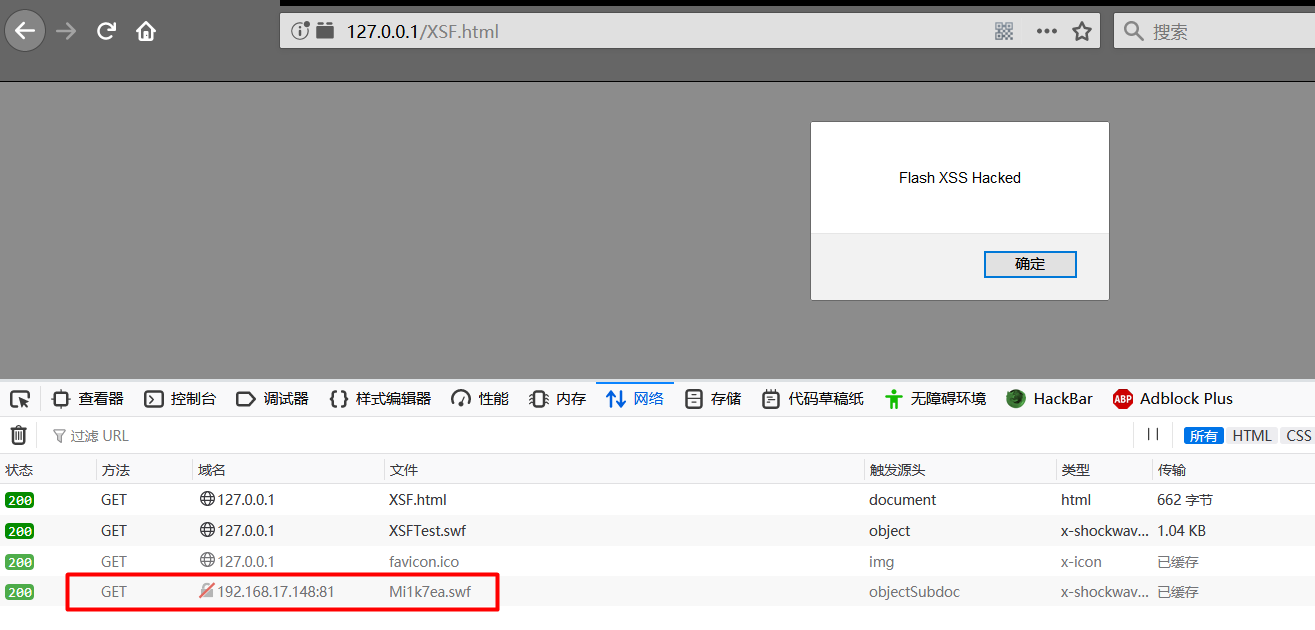 127.0.0.1/XSF.html 搜索
Flash XSS Hacked
确定
查看器 控制台 调试器 样式编辑器 性能 内存 网络 存储 代码草稿纸 无障碍环境 HackBar ABP Adblock Plus
过滤 URL 所有 HTML CSS
状态 方法 域名 文件 触发源头 类型 传输
200 GET 127.0.0.1 XSF.html document html 662 字节
200 GET 127.0.0.1 XSFTest.swf object x-shockwav... 1.04 KB
200 GET 127.0.0.1 favicon.ico img x-icon 已缓存
200 GET 192.168.17.148:81 Mi1k7ea.swf objectSubdoc x-shockwav... 已缓存